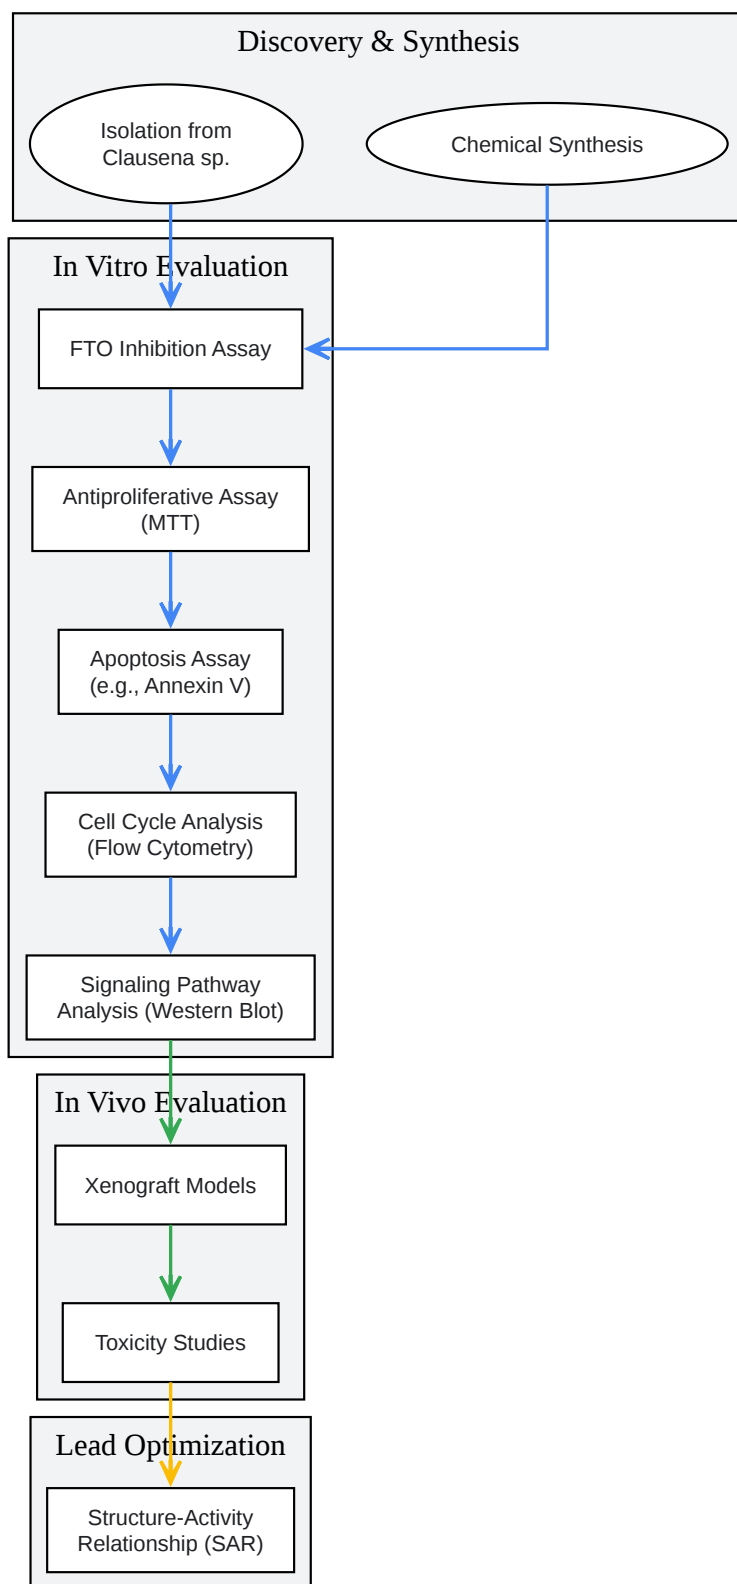 Discovery & Synthesis
Isolation from
Clausena sp.
Chemical Synthesis
In Vitro Evaluation
FTO Inhibition Assay
Antiproliferative Assay
(MTT)
Apoptosis Assay
(e.g., Annexin V)
Cell Cycle Analysis
(Flow Cytometry)
Signaling Pathway
Analysis (Western Blot)
In Vivo Evaluation
Xenograft Models
Toxicity Studies
Lead Optimization
Structure-Activity
Relationship (SAR)